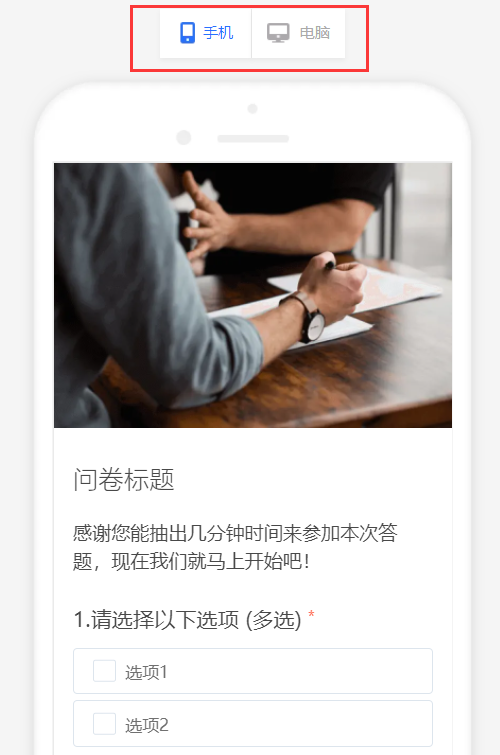 手机 电脑
问卷标题
感谢您能抽出几分钟时间来参加本次答
题，现在我们就马上开始吧！
1.请选择以下选项 (多选) *
选项1
选项2